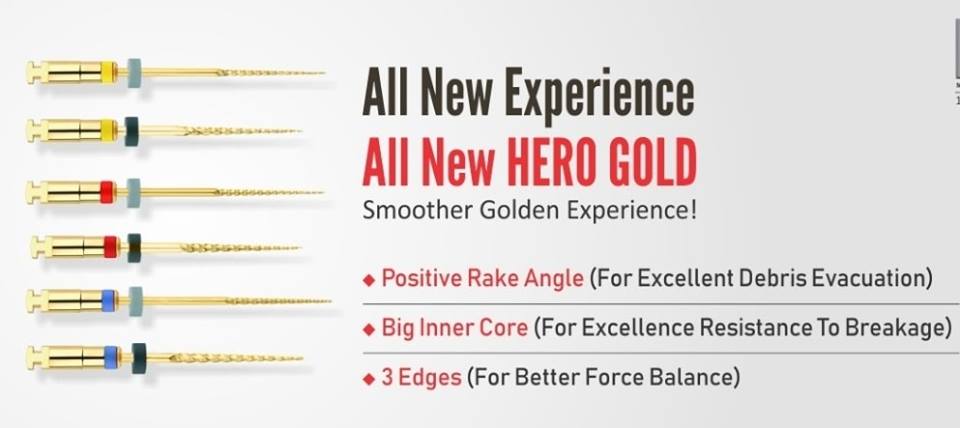 All New Experience
All New HERO GOLD
Smoother Golden Experience!
◆ Positive Rake Angle (For Excellent Debris Evacuation)
◆ Big Inner Core (For Excellence Resistance To Breakage)
◆ 3 Edges (For Better Force Balance)